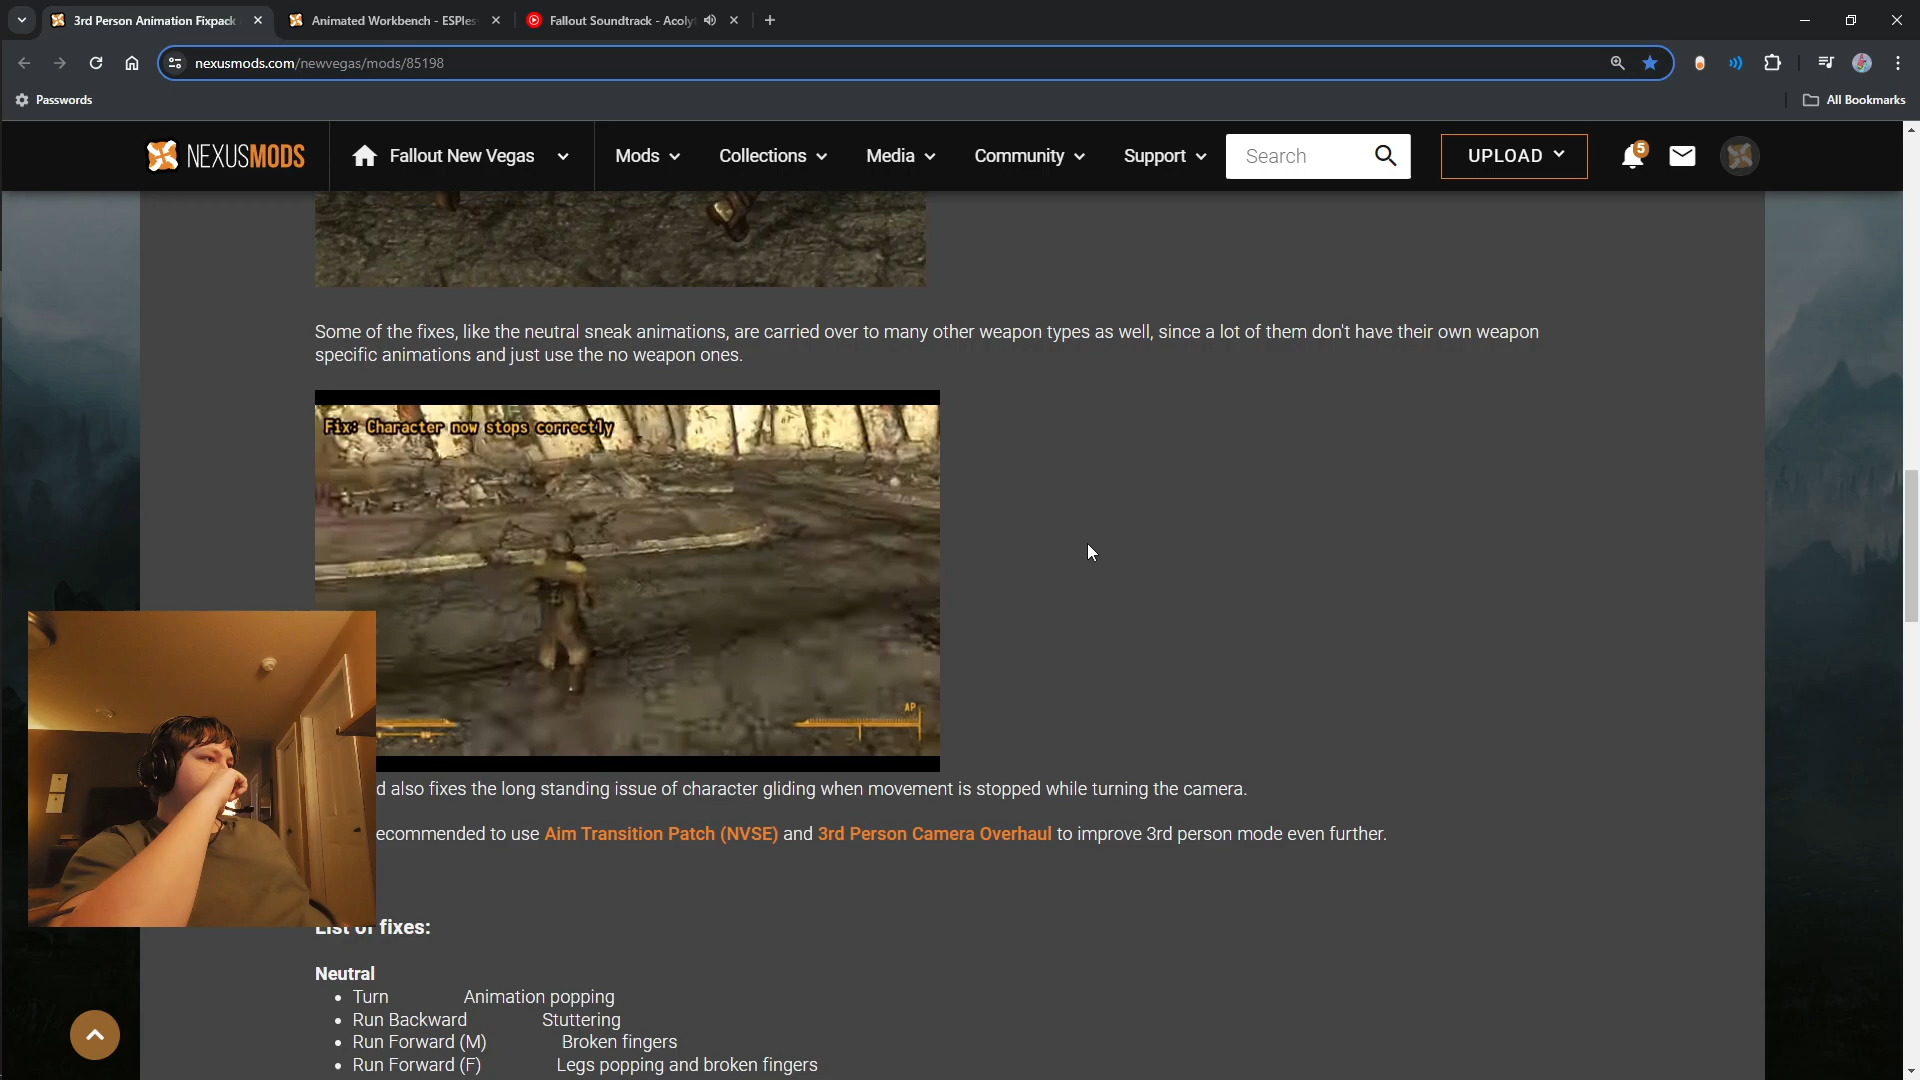 3rd Person Animation Fixpack
Animated Workbench - ESPles
Fallout Soundtrack - Acoly
nexusmods.com/newvegas/mods/85198
Passwords
All Bookmarks
NEXUSMODS
Fallout New Vegas
Mods
Collections
Media
Community
Support
Search
UPLOAD
5
Some of the fixes, like the neutral sneak animations, are carried over to many other weapon types as well, since a lot of them don't have their own weapon
specific animations and just use the no weapon ones.
Fix: Character now stops correctly
AP
d also fixes the long standing issue of character gliding when movement is stopped while turning the camera.
ecommended to use Aim Transition Patch (NVSE) and 3rd Person Camera Overhaul to improve 3rd person mode even further.
List of fixes:
Neutral
• Turn Animation popping
• Run Backward Stuttering
• Run Forward (M) Broken fingers
• Run Forward (F) Legs popping and broken fingers